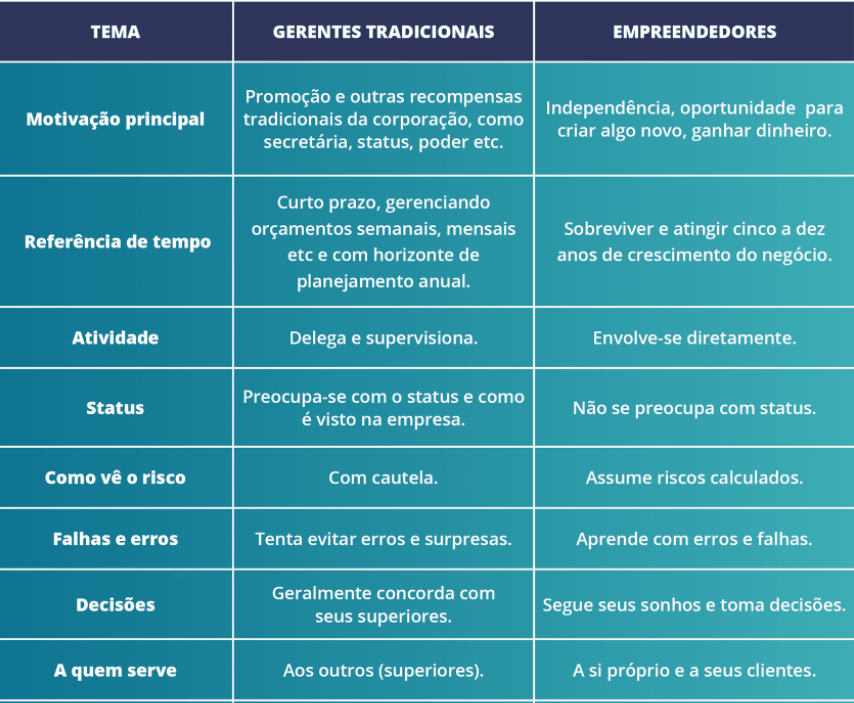 TEMA
GERENTES TRADICIONAIS
EMPREENDEDORES
Motivação principal
Promoção e outras recompensas
tradicionais da corporação, como
secretária, status, poder etc.
Independência, oportunidade para
criar algo novo, ganhar dinheiro.
Referência de tempo
Curto prazo, gerenciando
orçamentos semanais, mensais
etc e com horizonte de
planejamento anual.
Sobreviver e atingir cinco a dez
anos de crescimento do negócio.
Atividade
Delega e supervisiona.
Envolve-se diretamente.
Status
Preocupa-se com o status e como
é visto na empresa.
Não se preocupa com status.
Como vê o risco
Com cautela.
Assume riscos calculados.
Falhas e erros
Tenta evitar erros e surpresas.
Aprende com erros e falhas.
Decisões
Geralmente concorda com
seus superiores.
Segue seus sonhos e toma decisões.
A quem serve
Aos outros (superiores).
A si próprio e a seus clientes.